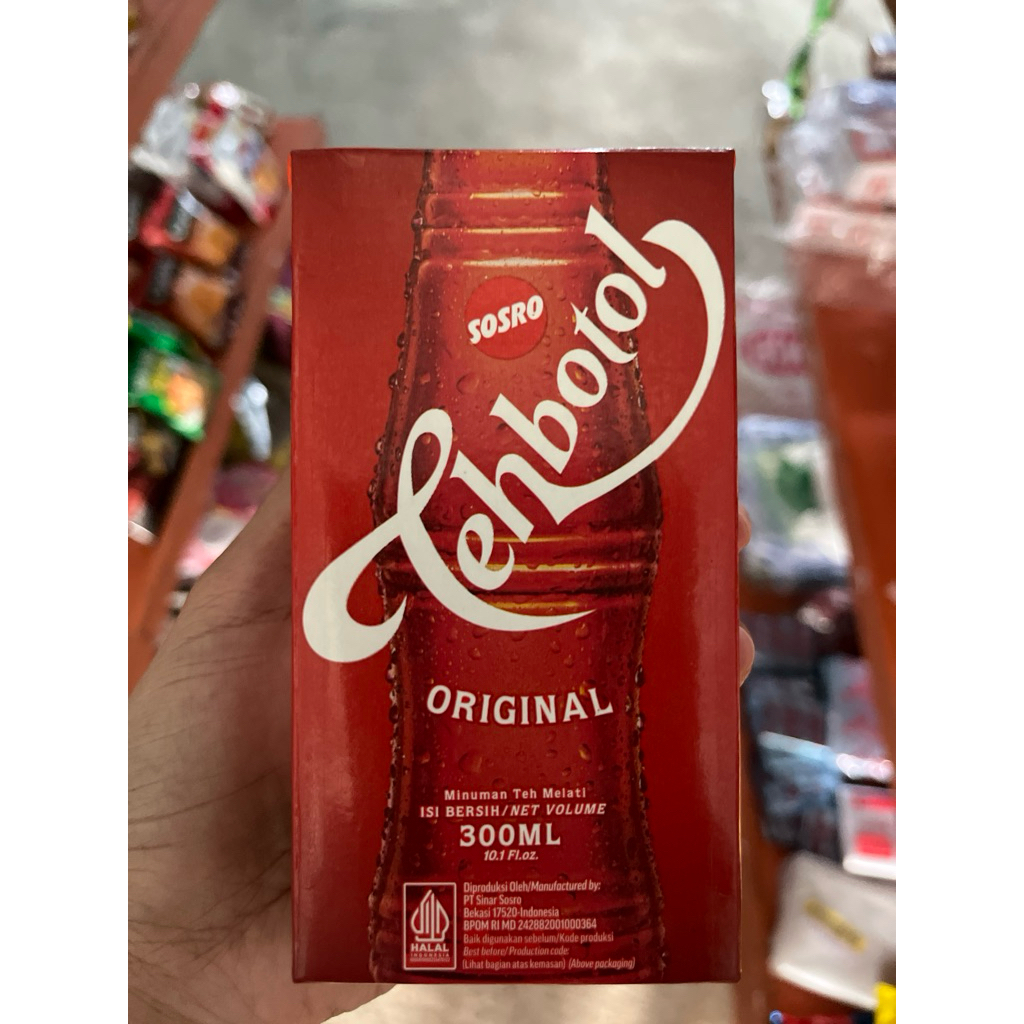 SOSRO
Tehbotol
ORIGINAL
Minuman Teh Melati
ISI BERSIH/NET VOLUME
300ML
10.1 Fl.oz.
HALAL
INDONESIA
Diproduksi Oleh/Manufactured by:
PT Sinar Sosro
Bekasi 17520-Indonesia
BPOM RI MD 242882001000364
Baik digunakan sebelum/Kode produksi
Best before/ Production code:
(Lihat bagian atas kemasan) (Above packaging)